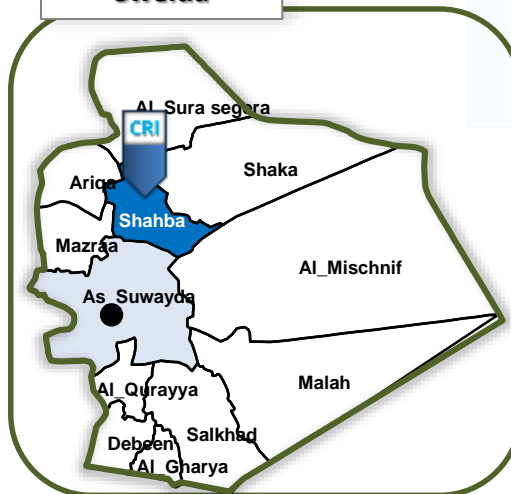 Al_Sura segera
CRI
Shaka
Ariqa
Shahba
Mazraa
Al_Mischnif
As_Suwayda
Malah
Al_Qurayya
Salkhad
Debeen
Al_Gharya